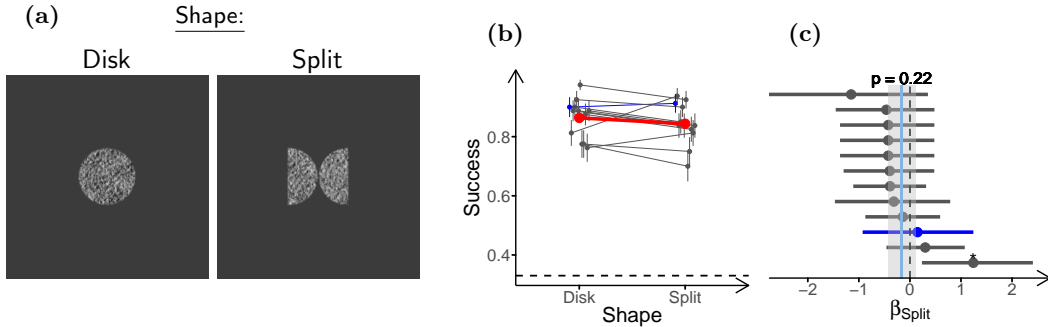 (a)
Shape:
Disk
Split
(b)
Success
0.8
0.6
0.4
Disk
Split
Shape
(c)
p = 0.22
*
−2
−1
0
1
2
βSplit